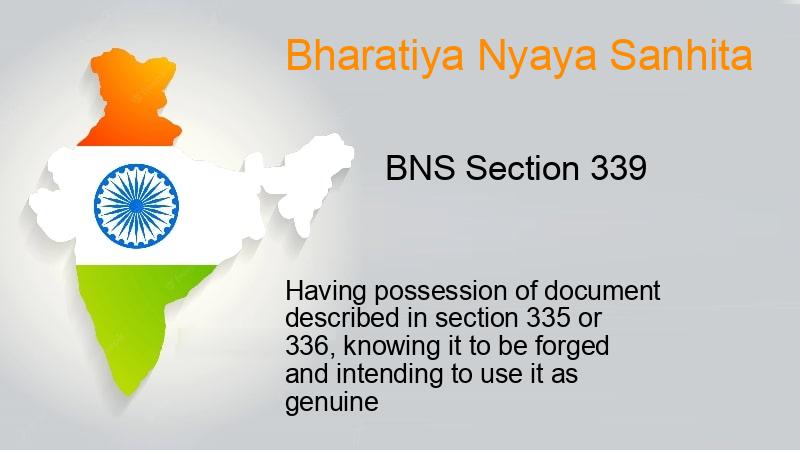 Bharatiya Nyaya Sanhita
BNS Section 339
Having possession of document
described in section 335 or
336, knowing it to be forged
and intending to use it as
genuine